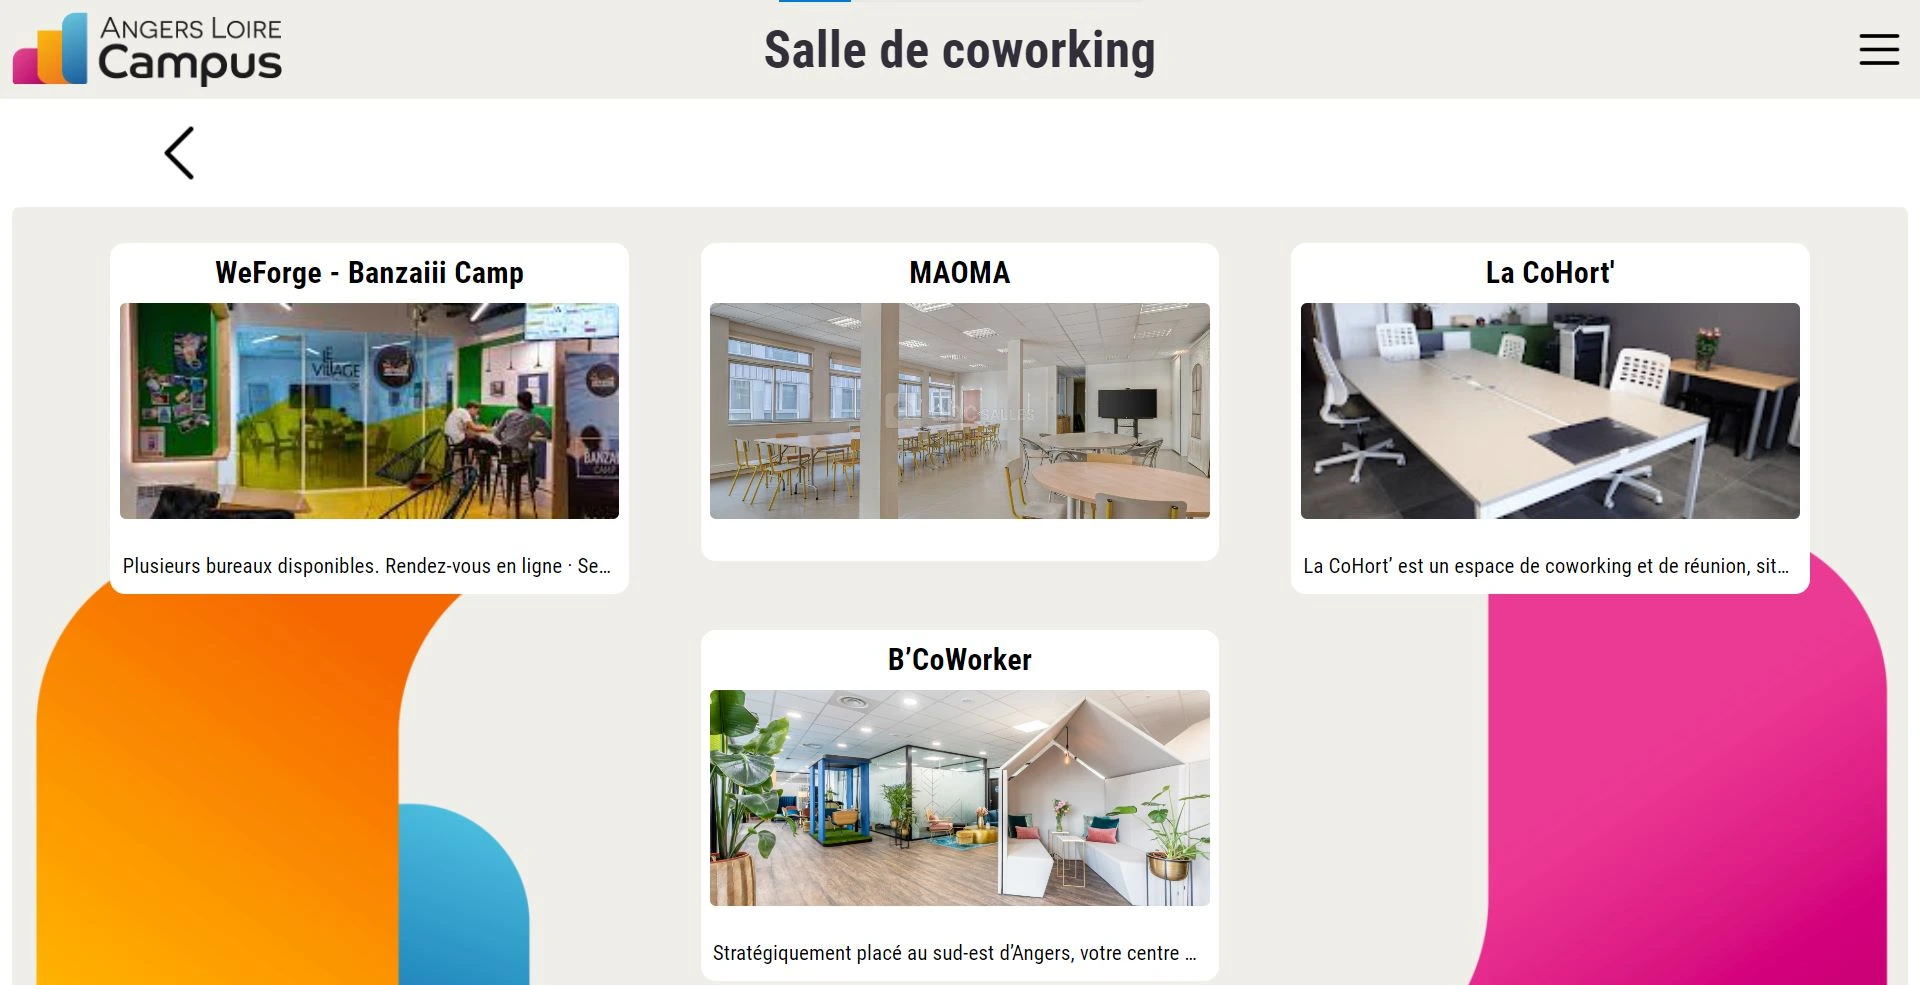 ANGERS LOIRE
Campus
Salle de coworking
WeForge - Banzaiii Camp
LE
VILLAGE
BANZAI
CAMP
Plusieurs bureaux disponibles. Rendez-vous en ligne · Se...
MAOMA
SALLES
La CoHort'
La CoHort’ est un espace de coworking et de réunion, sit...
B’CoWorker
Stratégiquement placé au sud-est d’Angers, votre centre ...